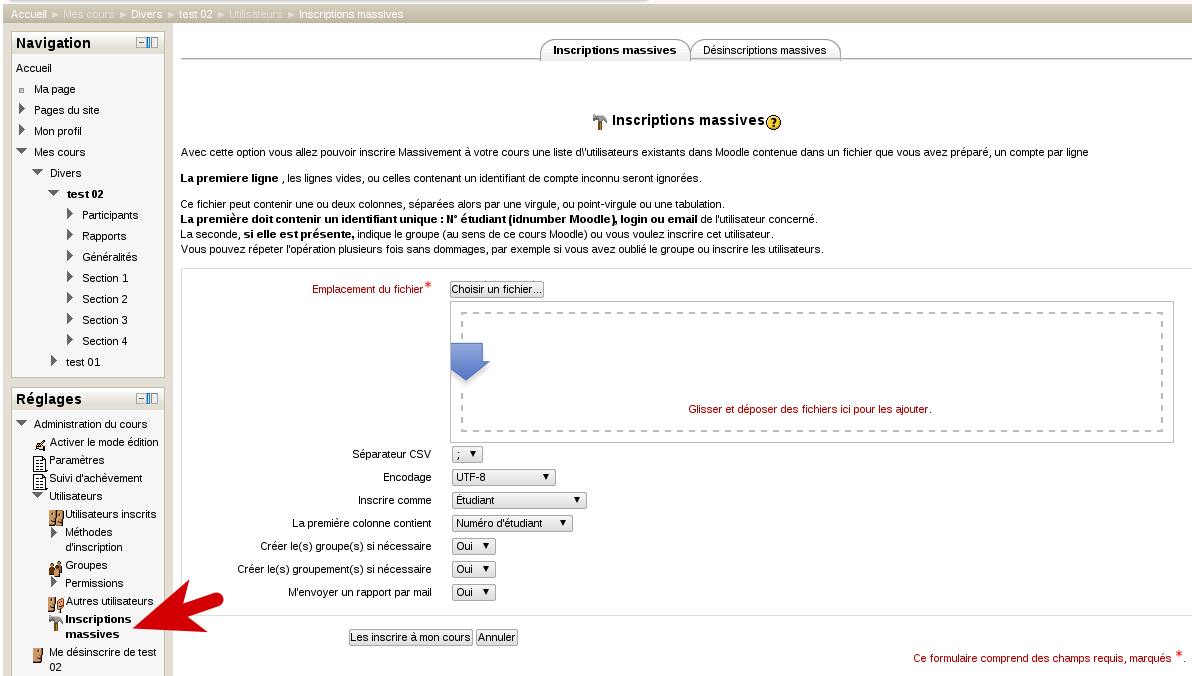 Accueil ► Mes cours ► Divers ► test 02 ► Utilisateurs ► Inscriptions massives
Navigation
Accueil
Ma page
Pages du site
Mon profil
Mes cours
Divers
test 02
Participants
Rapports
Généralités
Section 1
Section 2
Section 3
Section 4
test 01
Réglages
Administration du cours
Activer le mode édition
Paramètres
Suivi d'achèvement
Utilisateurs
Utilisateurs inscrits
Méthodes
d'inscription
Groupes
Permissions
Autres utilisateurs
Inscriptions
massives
Me désinscrire de test
02
Inscriptions massives Désinscriptions massives
Inscriptions massives ?
Avec cette option vous allez pouvoir inscrire Massivement à votre cours une liste d\'utilisateurs existants dans Moodle contenue dans un fichier que vous avez préparé, un compte par ligne
La premiere ligne , les lignes vides, ou celles contenant un identifiant de compte inconnu seront ignorées.
Ce fichier peut contenir une ou deux colonnes, séparées alors par une virgule, ou point-virgule ou une tabulation.
La première doit contenir un identifiant unique : N° étudiant (idnumber Moodle), login ou email de l'utilisateur concerné.
La seconde, si elle est présente, indique le groupe (au sens de ce cours Moodle) ou vous voulez inscrire cet utilisateur.
Vous pouvez répeter l'opération plusieurs fois sans dommages, par exemple si vous avez oublié le groupe ou inscrire les utilisateurs.
Emplacement du fichier* Choisir un fichier...
Glisser et déposer des fichiers ici pour les ajouter.
Séparateur CSV ; ▼
Encodage UTF-8 ▼
Inscrire comme Étudiant ▼
La première colonne contient Numéro d'étudiant ▼
Créer le(s) groupe(s) si nécessaire Oui ▼
Créer le(s) groupement(s) si nécessaire Oui ▼
M'envoyer un rapport par mail Oui ▼
Les inscrire à mon cours Annuler
Ce formulaire comprend des champs requis, marqués *.